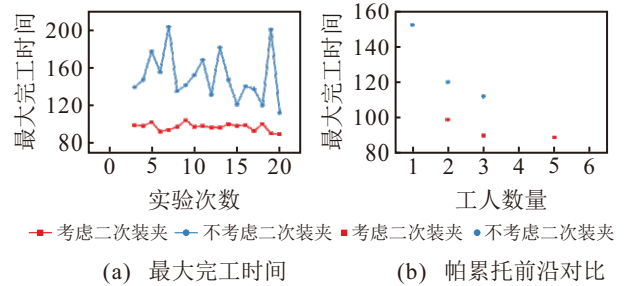 最大完工时间
200
160
120
80
0 5 10 15 20
实验次数
最大完工时间
160
140
120
100
80
1 2 3 4 5 6
工人数量
考虑二次装夹 不考虑二次装夹 考虑二次装夹 不考虑二次装夹
(a) 最大完工时间 (b) 帕累托前沿对比